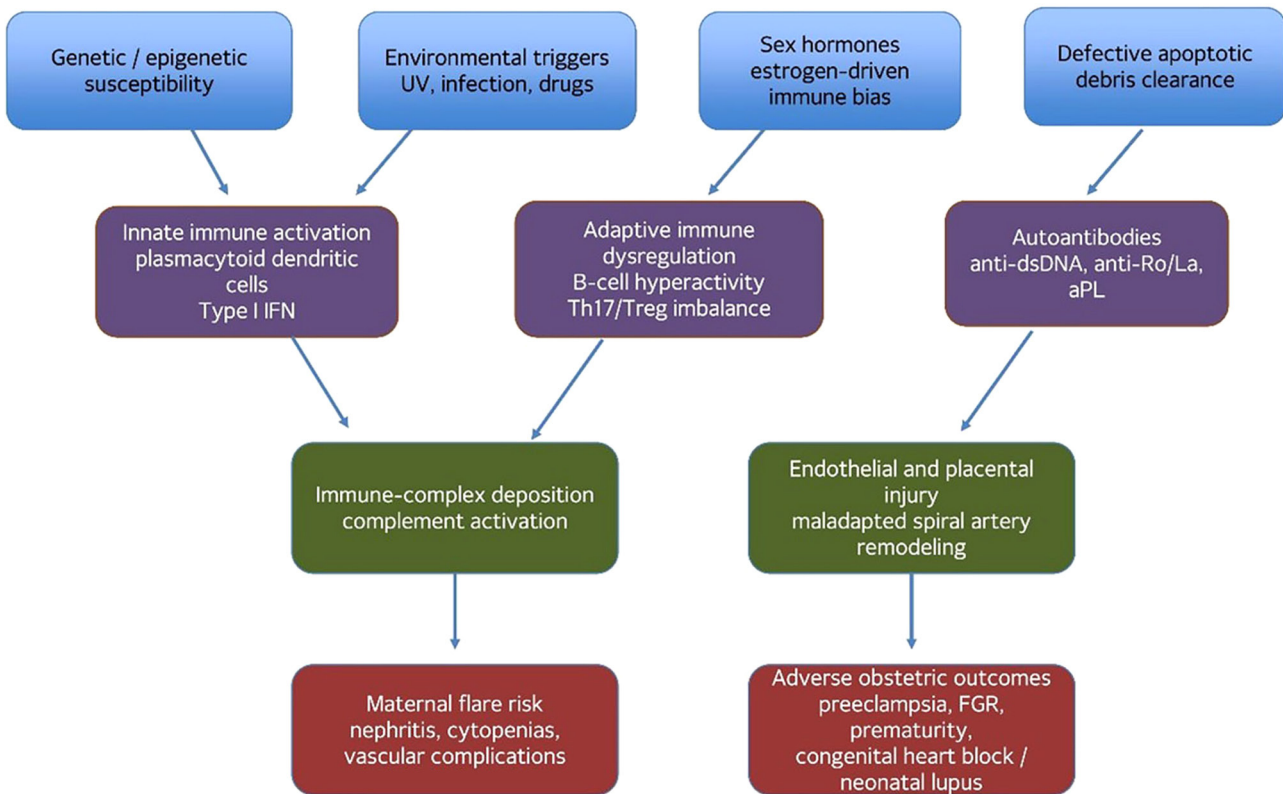 Genetic / epigenetic
susceptibility
Environmental triggers
UV, infection, drugs
Sex hormones
estrogen-driven
immune bias
Defective apoptotic
debris clearance
Innate immune activation
plasmacytoid dendritic
cells
Type I IFN
Adaptive immune
dysregulation
B-cell hyperactivity
Th17/Treg imbalance
Autoantibodies
anti-dsDNA, anti-Ro/La,
aPL
Immune-complex deposition
complement activation
Endothelial and placental
injury
maladapted spiral artery
remodeling
Maternal flare risk
nephritis, cytopenias,
vascular complications
Adverse obstetric outcomes
preeclampsia, FGR,
prematurity,
congenital heart block /
neonatal lupus